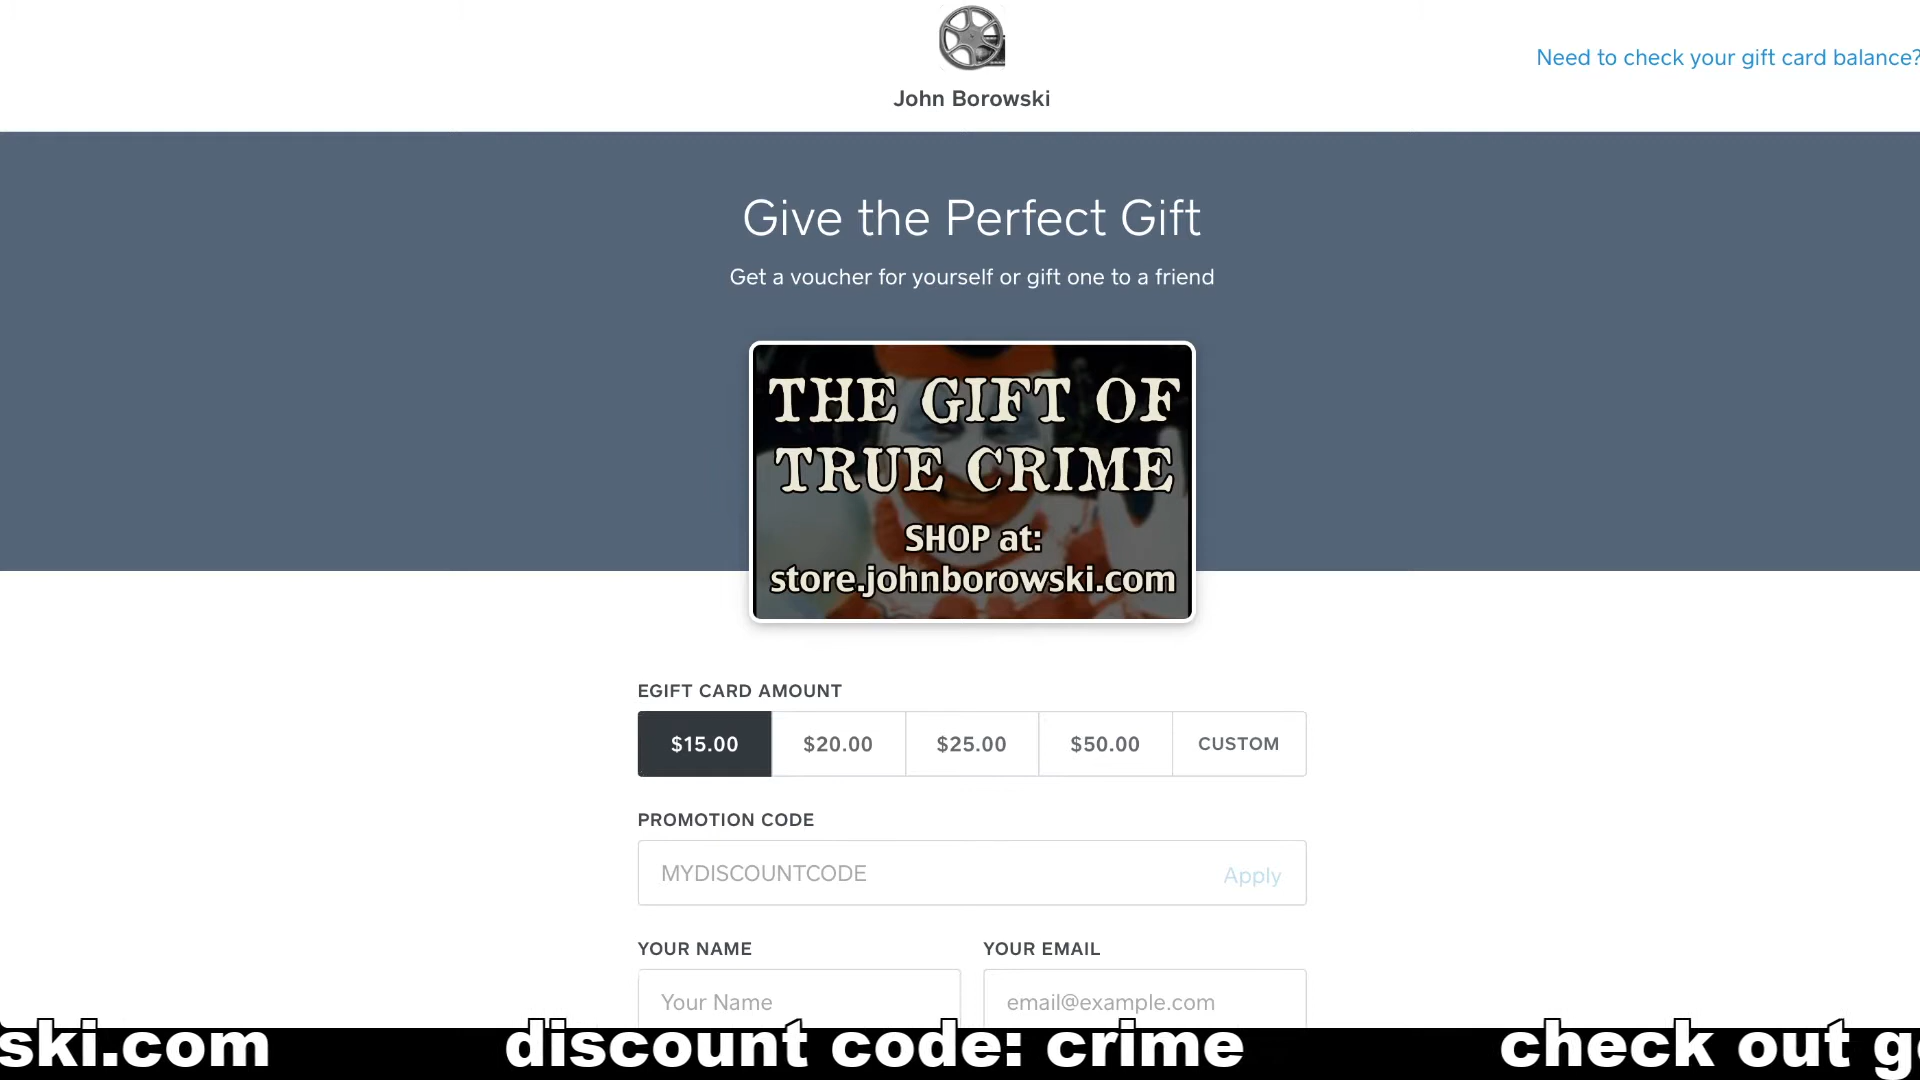 Need to check your gift card balance?
John Borowski
Give the Perfect Gift
Get a voucher for yourself or gift one to a friend
THE GIFT OF
TRUE CRIME
SHOP at:
store.johnborowski.com
EGIFT CARD AMOUNT
$15.00 $20.00 $25.00 $50.00 CUSTOM
PROMOTION CODE
MYDISCOUNTCODE Apply
YOUR NAME YOUR EMAIL
Your Name email@example.com
ski.com discount code: crime check out g